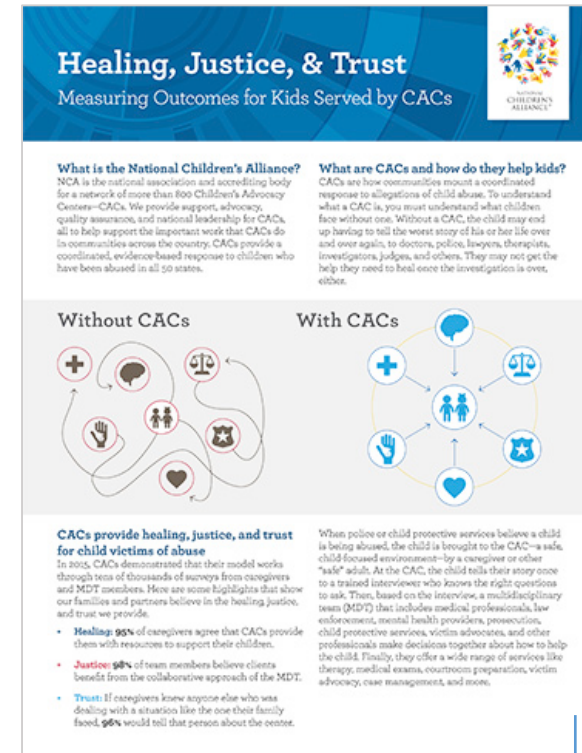 Healing, Justice, & Trust
Measuring Outcomes for Kids Served by CACs
NATIONAL
CHILDREN'S
ALLIANCE®
What is the National Children's Alliance?
NCA is the national association and accrediting body
for a network of more than 800 Children's Advocacy
Centers—CACs. We provide support, advocacy,
quality assurance, and national leadership for CACs,
all to help support the important work that CACs do
in communities across the country. CACs provide a
coordinated, evidence-based response to children who
have been abused in all 50 states.
What are CACs and how do they help kids?
CACs are how communities mount a coordinated
response to allegations of child abuse. To understand
what a CAC is, you must understand what children
face without one. Without a CAC, the child may end
up having to tell the worst story of his or her life over
and over again, to doctors, police, lawyers, therapists,
investigators, judges, and others. They may not get the
help they need to heal once the investigation is over,
either.
Without CACs
With CACs
CACs provide healing, justice, and trust
for child victims of abuse
In 2015, CACs demonstrated that their model works
through tens of thousands of surveys from caregivers
and MDT members. Here are some highlights that show
our families and partners believe in the healing, justice,
and trust we provide.
• Healing: 95% of caregivers agree that CACs provide
them with resources to support their children.
• Justice: 98% of team members believe clients
benefit from the collaborative approach of the MDT.
• Trust: If caregivers knew anyone else who was
dealing with a situation like the one their family
faced, 96% would tell that person about the center.
When police or child protective services believe a child
is being abused, the child is brought to the CAC—a safe,
child-focused environment—by a caregiver or other
"safe" adult. At the CAC, the child tells their story once
to a trained interviewer who knows the right questions
to ask. Then, based on the interview, a multidisciplinary
team (MDT) that includes medical professionals, law
enforcement, mental health providers, prosecution,
child protective services, victim advocates, and other
professionals make decisions together about how to help
the child. Finally, they offer a wide range of services like
therapy, medical exams, courtroom preparation, victim
advocacy, case management, and more.